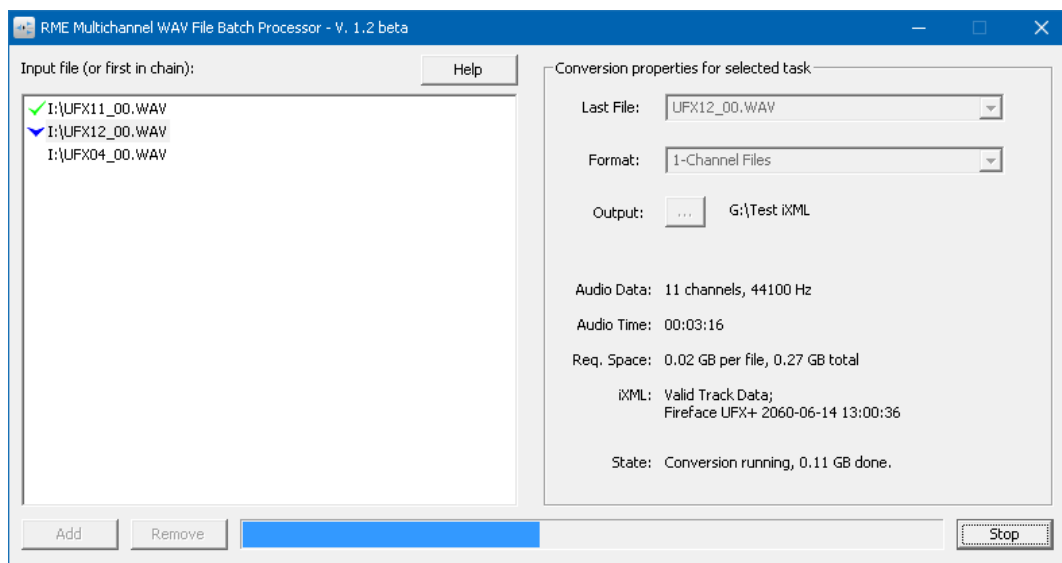 RME Multichannel WAV File Batch Processor - V. 1.2 beta
Input file (or first in chain):
Help
I:\UFX11_00.WAV
I:\UFX12_00.WAV
I:\UFX04_00.WAV
Conversion properties for selected task
Last File: UFX12_00.WAV
Format: 1-Channel Files
Output: ... G:\Test iXML
Audio Data: 11 channels, 44100 Hz
Audio Time: 00:03:16
Req. Space: 0.02 GB per file, 0.27 GB total
iXML: Valid Track Data;
Fireface UFX+ 2060-06-14 13:00:36
State: Conversion running, 0.11 GB done.
Add
Remove
Stop